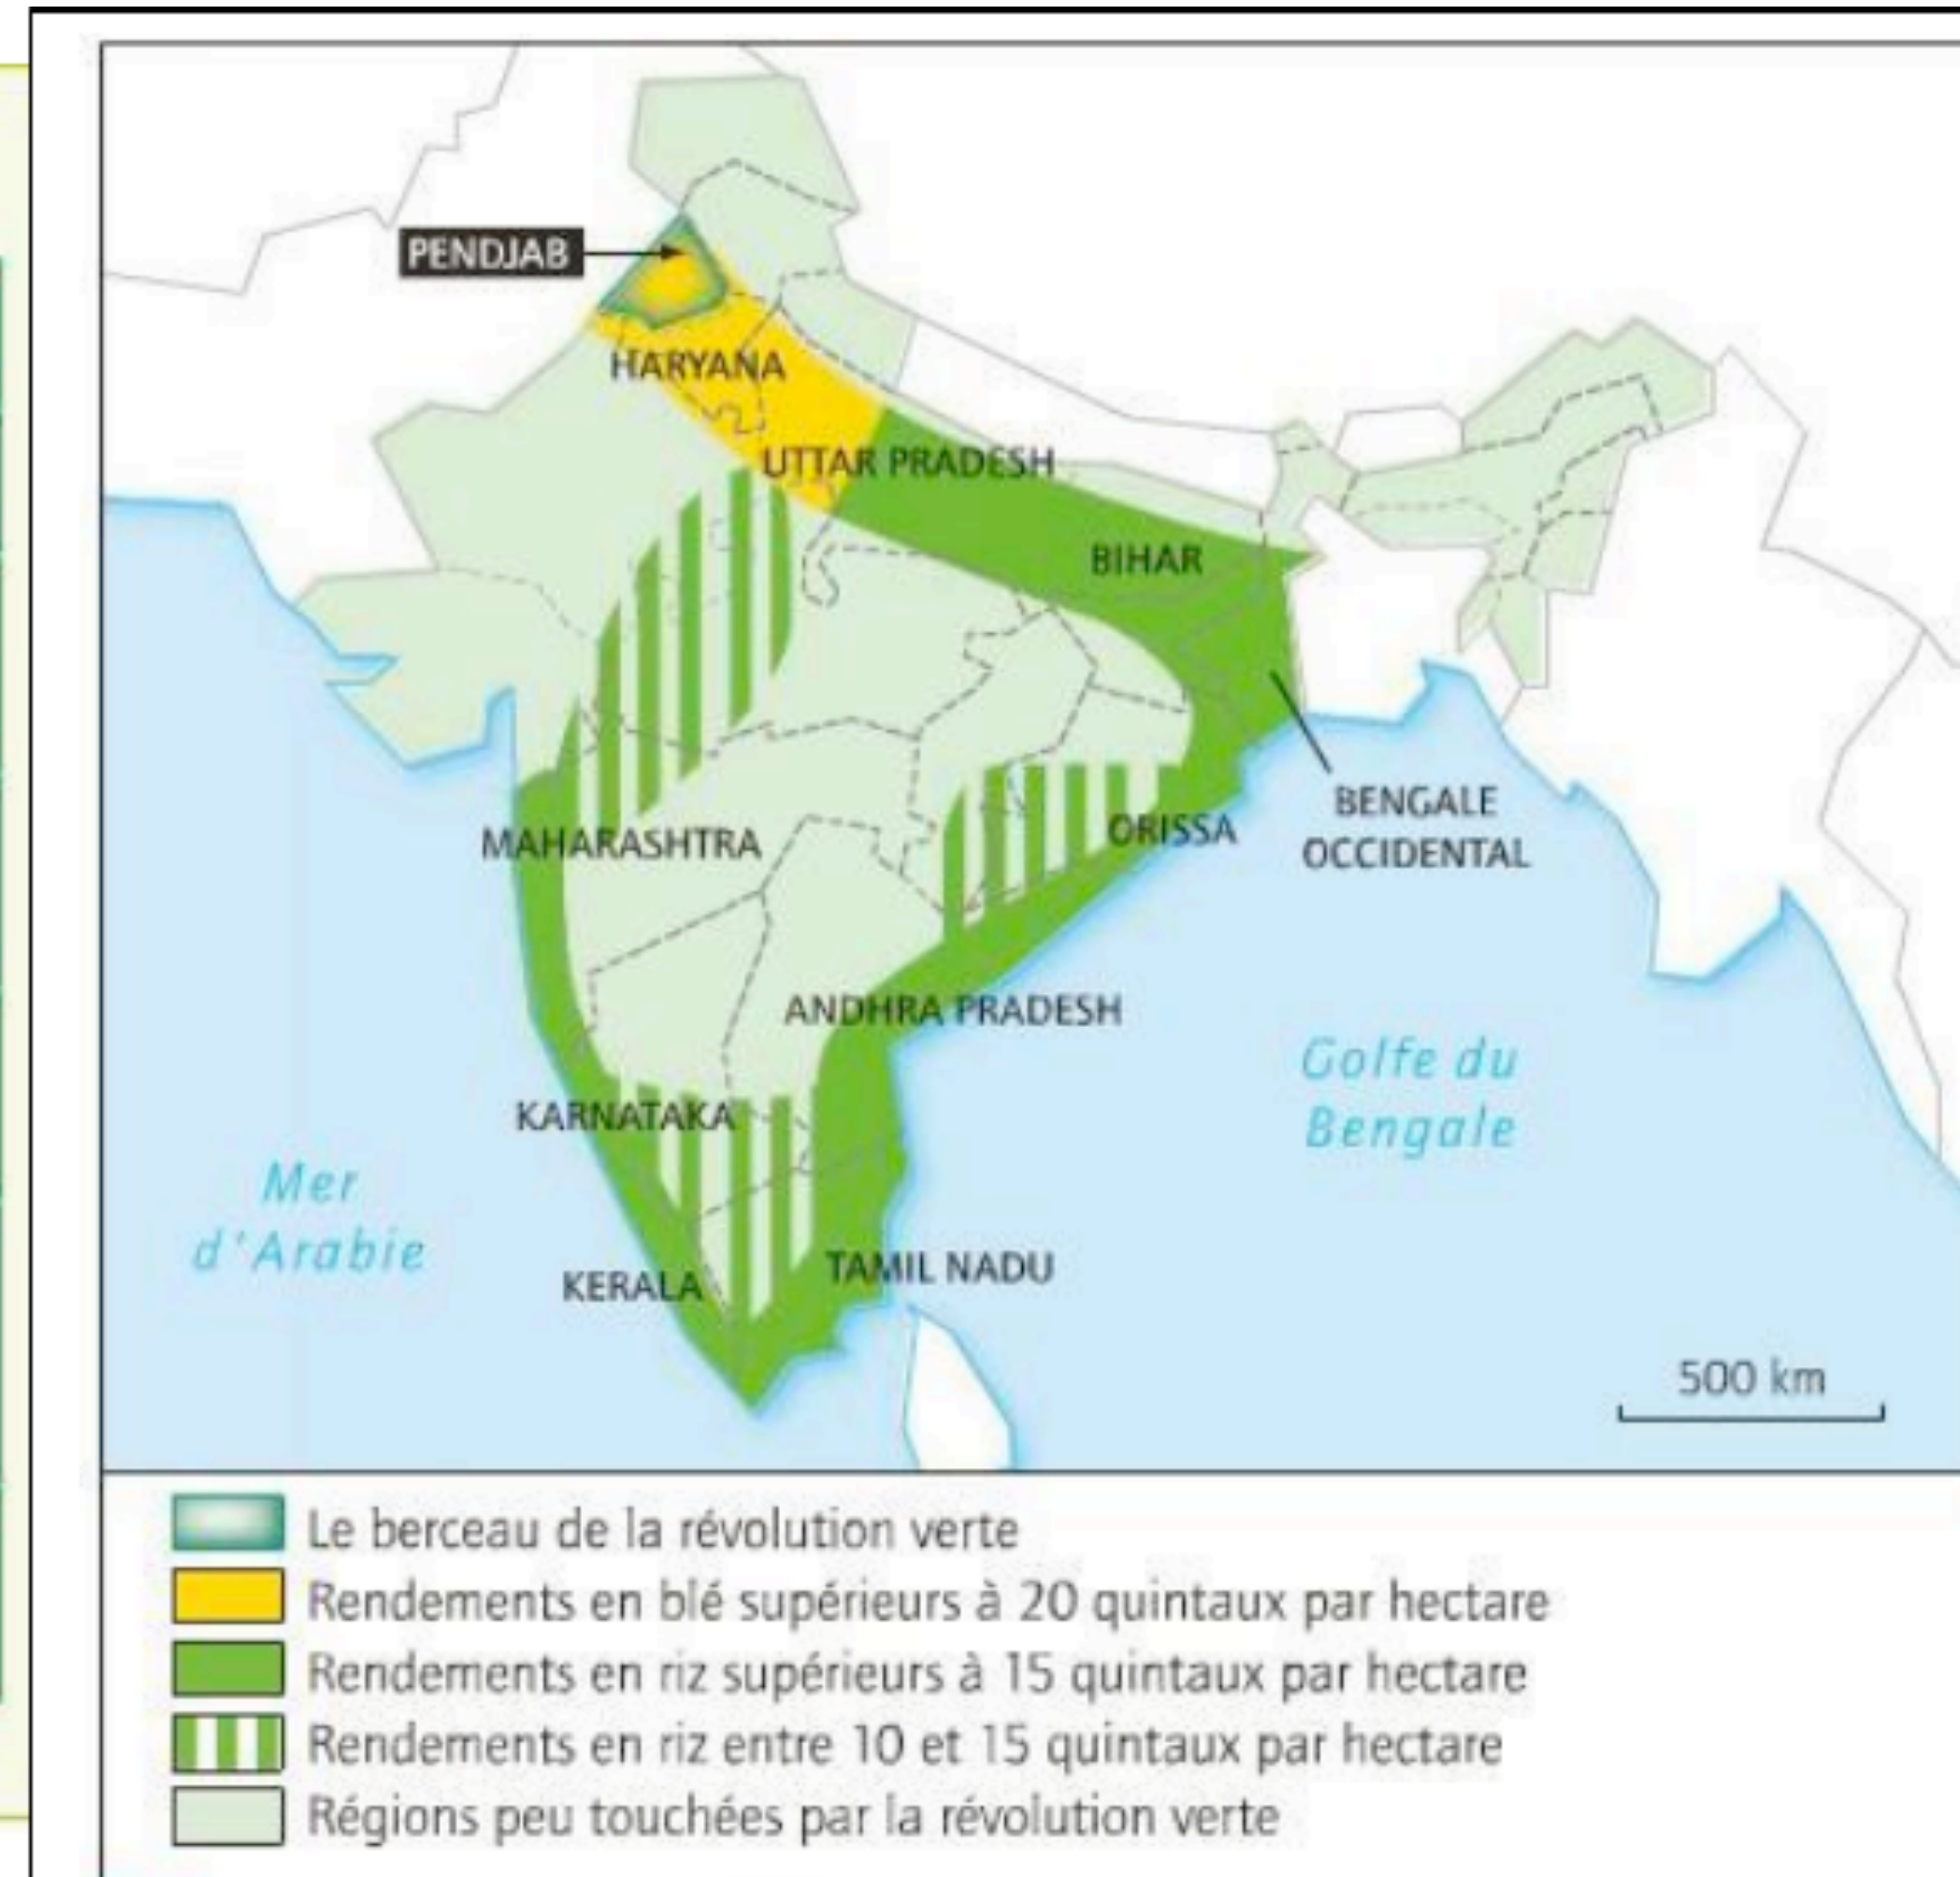 PENDJAB
HARYANA
UTTAR PRADESH
BIHAR
BENGALE
OCCIDENTAL
MAHARASHTRA
ORISSA
ANDHRA PRADESH
Golfe du
Bengale
KARNATAKA
Mer
d'Arabie
KERALA
TAMIL NADU
500 km
Le berceau de la révolution verte
Rendements en blé supérieurs à 20 quintaux par hectare
Rendements en riz supérieurs à 15 quintaux par hectare
Rendements en riz entre 10 et 15 quintaux par hectare
Régions peu touchées par la révolution verte